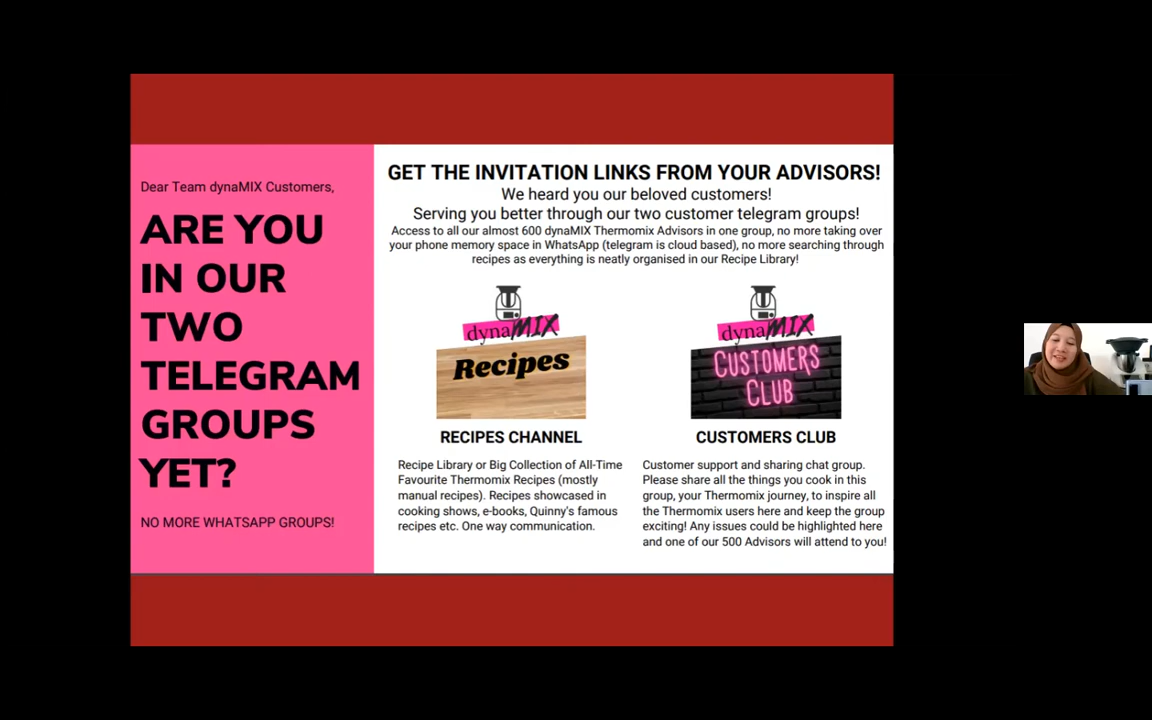 Dear Team dynaMIX Customers,
ARE YOU
IN OUR
TWO
TELEGRAM
GROUPS
YET?
NO MORE WHATSAPP GROUPS!
GET THE INVITATION LINKS FROM YOUR ADVISORS!
We heard you our beloved customers!
Serving you better through our two customer telegram groups!
Access to all our almost 600 dynaMIX Thermomix Advisors in one group, no more taking over
your phone memory space in WhatsApp (telegram is cloud based), no more searching through
recipes as everything is neatly organised in our Recipe Library!
dynaMIX
Recipes
RECIPES CHANNEL
Recipe Library or Big Collection of All-Time
Favourite Thermomix Recipes (mostly
manual recipes). Recipes showcased in
cooking shows, e-books, Quinny's famous
recipes etc. One way communication.
dynaMIX
CUSTOMERS
CLUB
CUSTOMERS CLUB
Customer support and sharing chat group.
Please share all the things you cook in this
group, your Thermomix journey, to inspire all
the Thermomix users here and keep the group
exciting! Any issues could be highlighted here
and one of our 500 Advisors will attend to you!